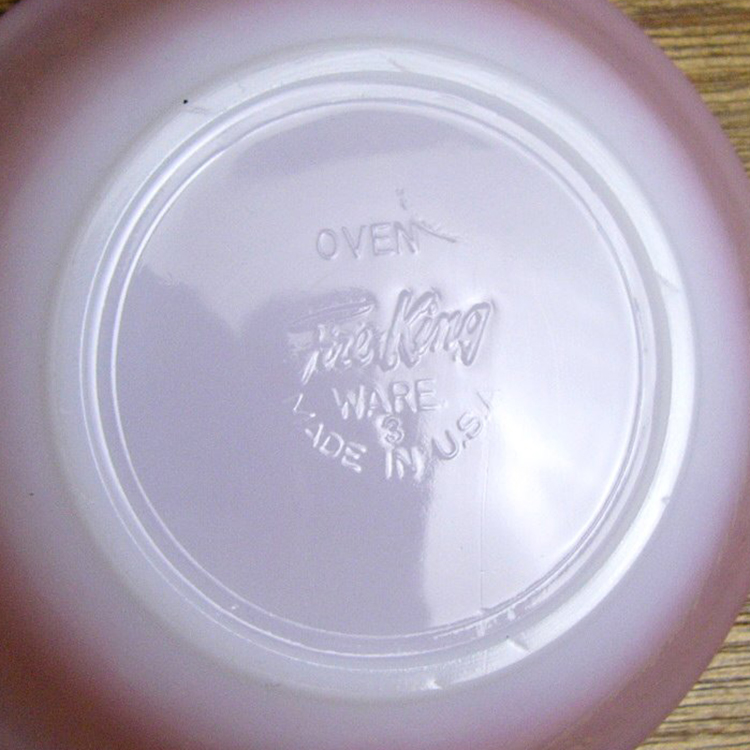 OVEN
Fire-King
WARE
3
MADE IN U.S.A